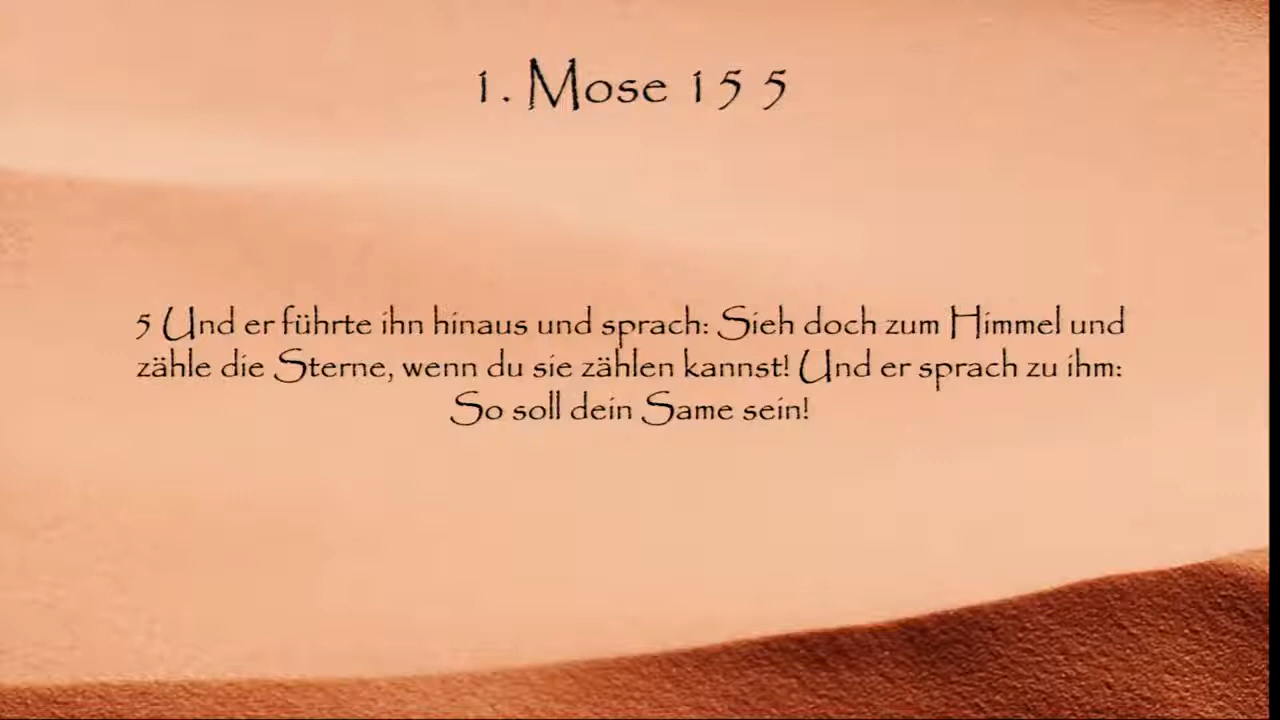 1. Mose 15 5
5 Und er führte ihn hinaus und sprach: Sieh doch zum Himmel und
zähle die Sterne, wenn du sie zählen kannst! Und er sprach zu ihm:
So soll dein Same sein!